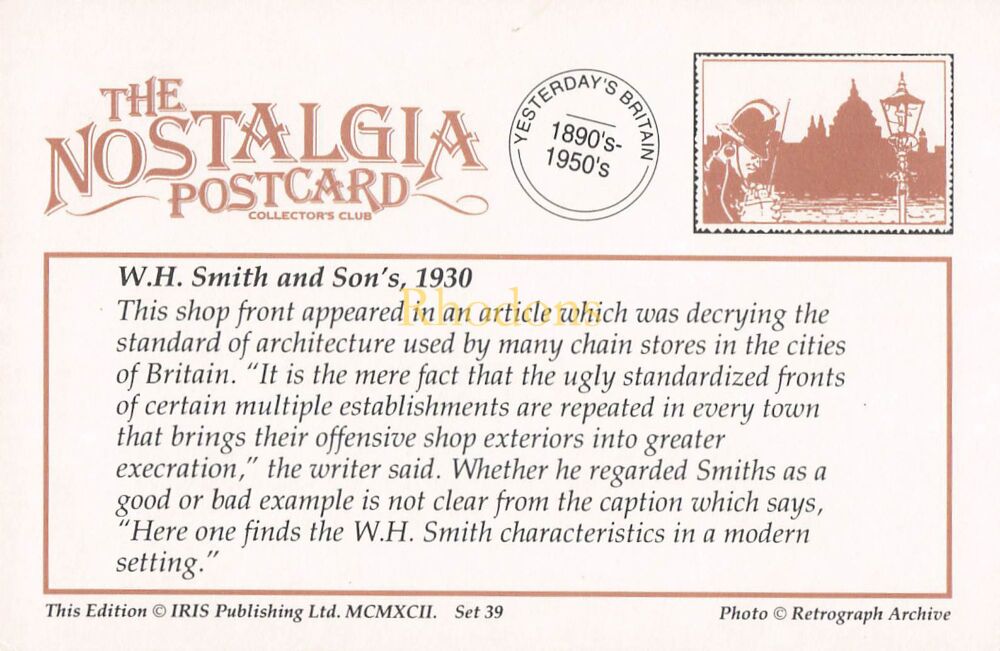 THE
NOSTALGIA
POSTCARD
COLLECTOR'S CLUB
YESTERDAY'S BRITAIN
1890's-
1950's
W.H. Smith and Son's, 1930
This shop front appeared in an article which was decrying the
standard of architecture used by many chain stores in the cities
of Britain. “It is the mere fact that the ugly standardized fronts
of certain multiple establishments are repeated in every town
that brings their offensive shop exteriors into greater
execration,” the writer said. Whether he regarded Smiths as a
good or bad example is not clear from the caption which says,
“Here one finds the W.H. Smith characteristics in a modern
setting.”
Rhodons
This Edition © IRIS Publishing Ltd. MCMXCII. Set 39
Photo © Retrograph Archive